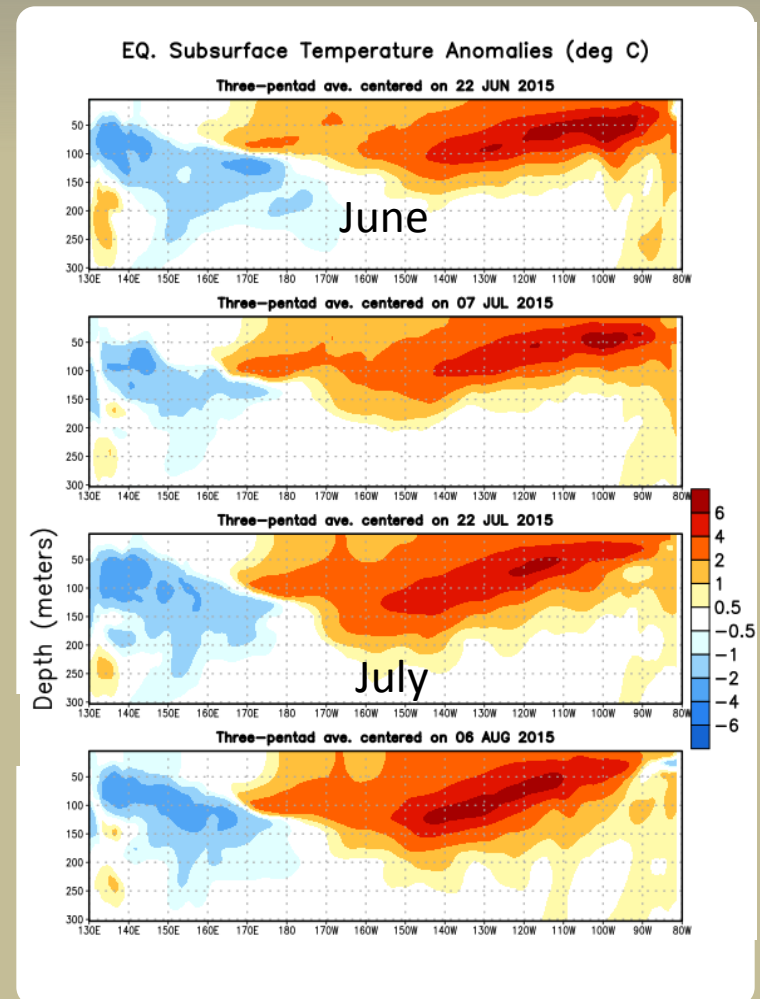 EQ. Subsurface Temperature Anomalies (deg C)
Three-pentad ave. centered on 22 JUN 2015
50
100
150
200
250
300
June
130E 140E 150E 160E 170E 180 170W 160W 150W 140W 130W 120W 110W 100W 90W 80W
Three-pentad ave. centered on 07 JUL 2015
50
100
150
200
250
300
130E 140E 150E 160E 170E 180 170W 160W 150W 140W 130W 120W 110W 100W 90W 80W
Three-pentad ave. centered on 22 JUL 2015
50
100
150
200
250
300
July
130E 140E 150E 160E 170E 180 170W 160W 150W 140W 130W 120W 110W 100W 90W 80W
Three-pentad ave. centered on 06 AUG 2015
50
100
150
200
250
300
130E 140E 150E 160E 170E 180 170W 160W 150W 140W 130W 120W 110W 100W 90W 80W
Depth (meters)
6
4
2
1
0.5
−0.5
−1
−2
−4
−6